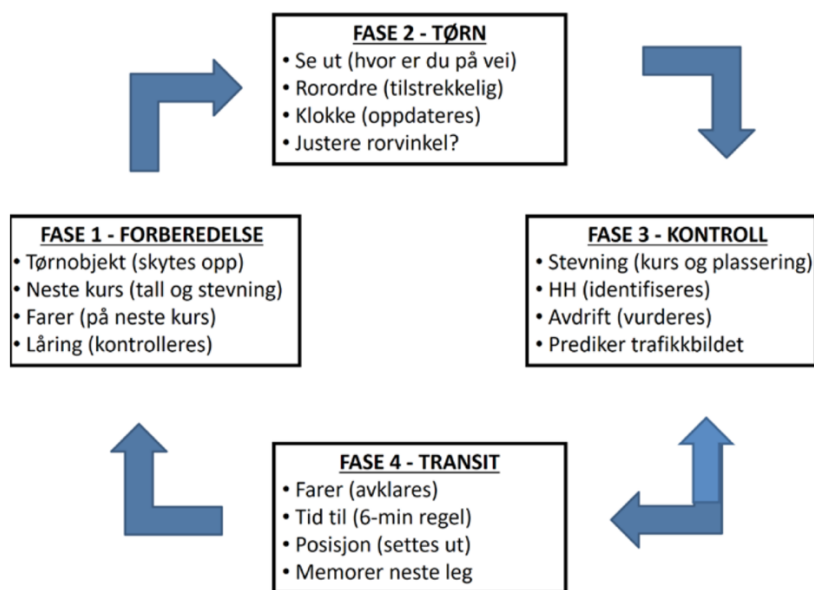 FASE 2 - TØRN
• Se ut (hvor er du på vei)
• Rorordre (tilstrekkelig)
• Klokke (oppdateres)
• Justere rorvinkel?
FASE 1 - FORBEREDELSE
• Tørnobjekt (skytes opp)
• Neste kurs (tall og stevning)
• Farer (på neste kurs)
• Låring (kontrolleres)
FASE 3 - KONTROLL
• Stevning (kurs og plassering)
• HH (identifiseres)
• Avdrift (vurderes)
• Prediker trafikkbildet
FASE 4 - TRANSIT
• Farer (avklares)
• Tid til (6-min regel)
• Posisjon (settes ut)
• Memorer neste leg